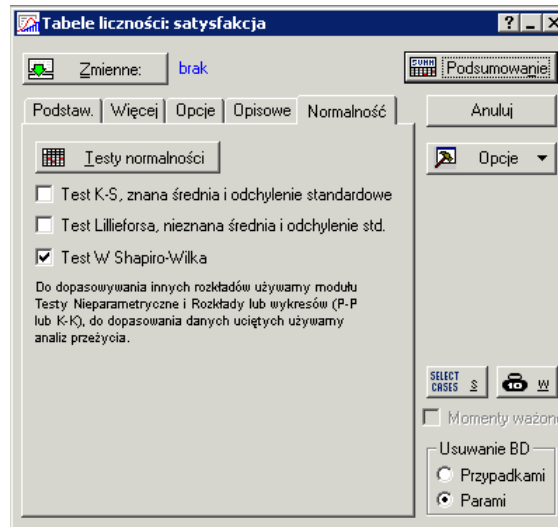 Tabele liczności: satysfakcja
Zmienne: brak
SUMM Podsumowanie
Podstaw. Więcej Opcje Opisowe Normalność
Anuluj
Testy normalności
Opcje
Test K-S, znana średnia i odchylenie standardowe
Test Lillieforsa, nieznana średnia i odchylenie std.
Test W Shapiro-Wilka
Do dopasowywania innych rozkładów używamy modułu
Testy Nieparametryczne i Rozkłady lub wykresów (P-P
lub K-K), do dopasowania danych uciętych używamy
analiz przeżycia.
SELECT CASES S
W
Momenty ważone
Usuwanie BD
Przypadkami
Parami